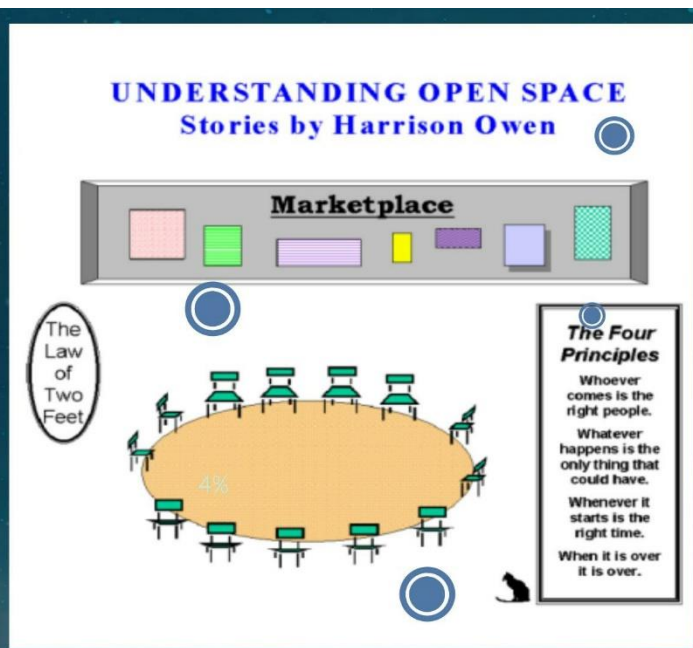 UNDERSTANDING OPEN SPACE
Stories by Harrison Owen
Marketplace
The
Law
of
Two
Feet
The Four
Principles
Whoever
comes is the
right people.
Whatever
happens is the
only thing that
could have.
Whenever it
starts is the
right time.
When it is over
it is over.
4%